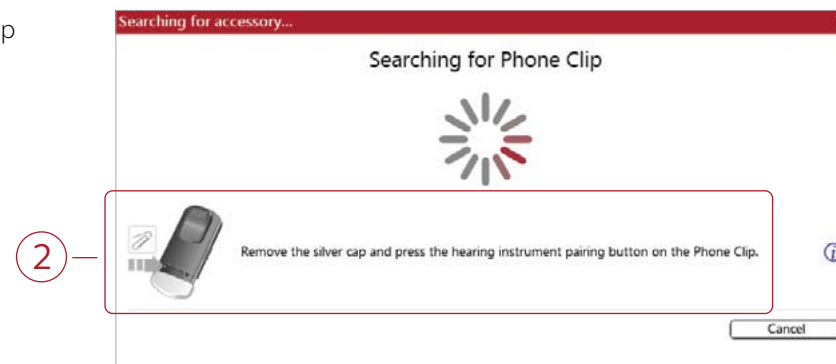 p
Searching for accessory...
Searching for Phone Clip
2
Remove the silver cap and press the hearing instrument pairing button on the Phone Clip.
i
Cancel